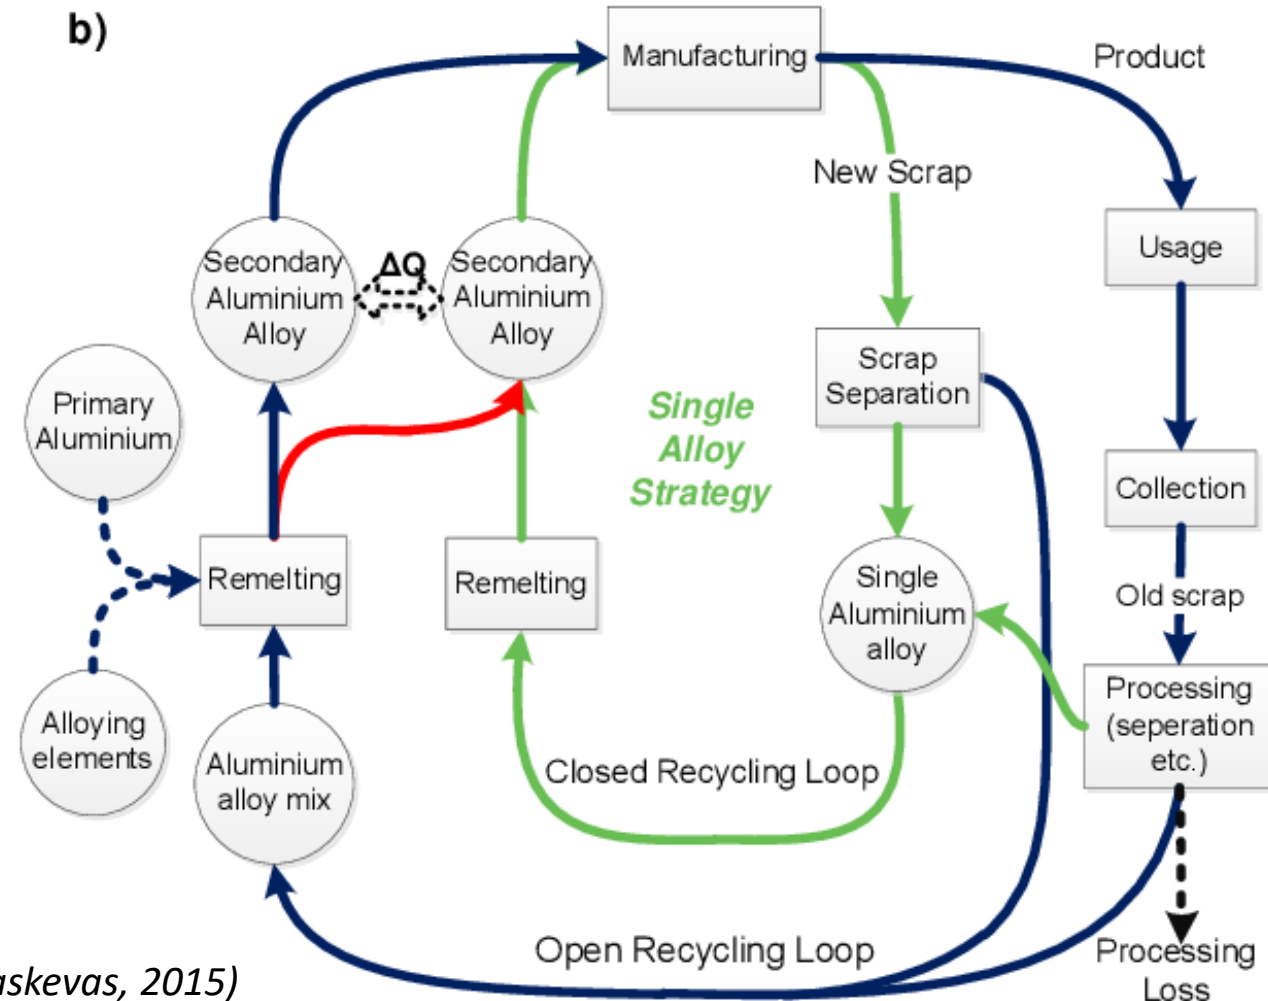 b)
Manufacturing
Product
New Scrap
Usage
Secondary
Aluminium
Alloy
ΔQ
Secondary
Aluminium
Alloy
Scrap
Separation
Primary
Aluminium
Single
Alloy
Strategy
Collection
Remelting
Remelting
Single
Aluminium
alloy
Old scrap
Processing
(seperation
etc.)
Alloying
elements
Aluminium
alloy mix
Closed Recycling Loop
Open Recycling Loop
Processing
Loss
askevas, 2015)